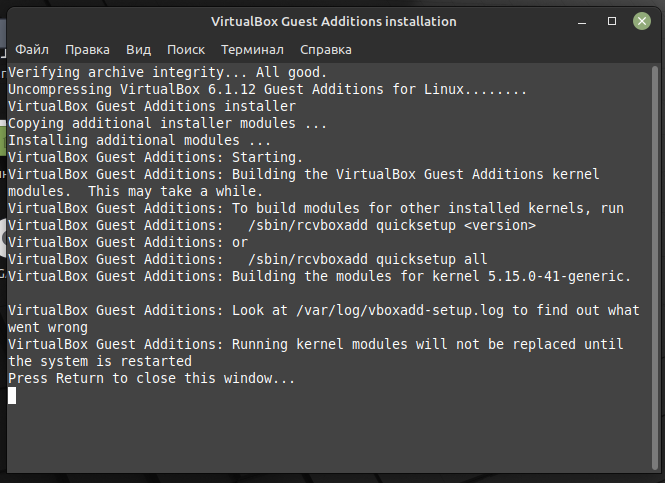 VirtualBox Guest Additions installation
Файл Правка Вид Поиск Терминал Справка
Verifying archive integrity... All good.
Uncompressing VirtualBox 6.1.12 Guest Additions for Linux........
VirtualBox Guest Additions installer
Copying additional installer modules ...
Installing additional modules ...
VirtualBox Guest Additions: Starting.
VirtualBox Guest Additions: Building the VirtualBox Guest Additions kernel
modules.  This may take a while.
VirtualBox Guest Additions: To build modules for other installed kernels, run
VirtualBox Guest Additions:   /sbin/rcvboxadd quicksetup <version>
VirtualBox Guest Additions: or
VirtualBox Guest Additions:   /sbin/rcvboxadd quicksetup all
VirtualBox Guest Additions: Building the modules for kernel 5.15.0-41-generic.
VirtualBox Guest Additions: Look at /var/log/vboxadd-setup.log to find out what
went wrong
VirtualBox Guest Additions: Running kernel modules will not be replaced until
the system is restarted
Press Return to close this window...